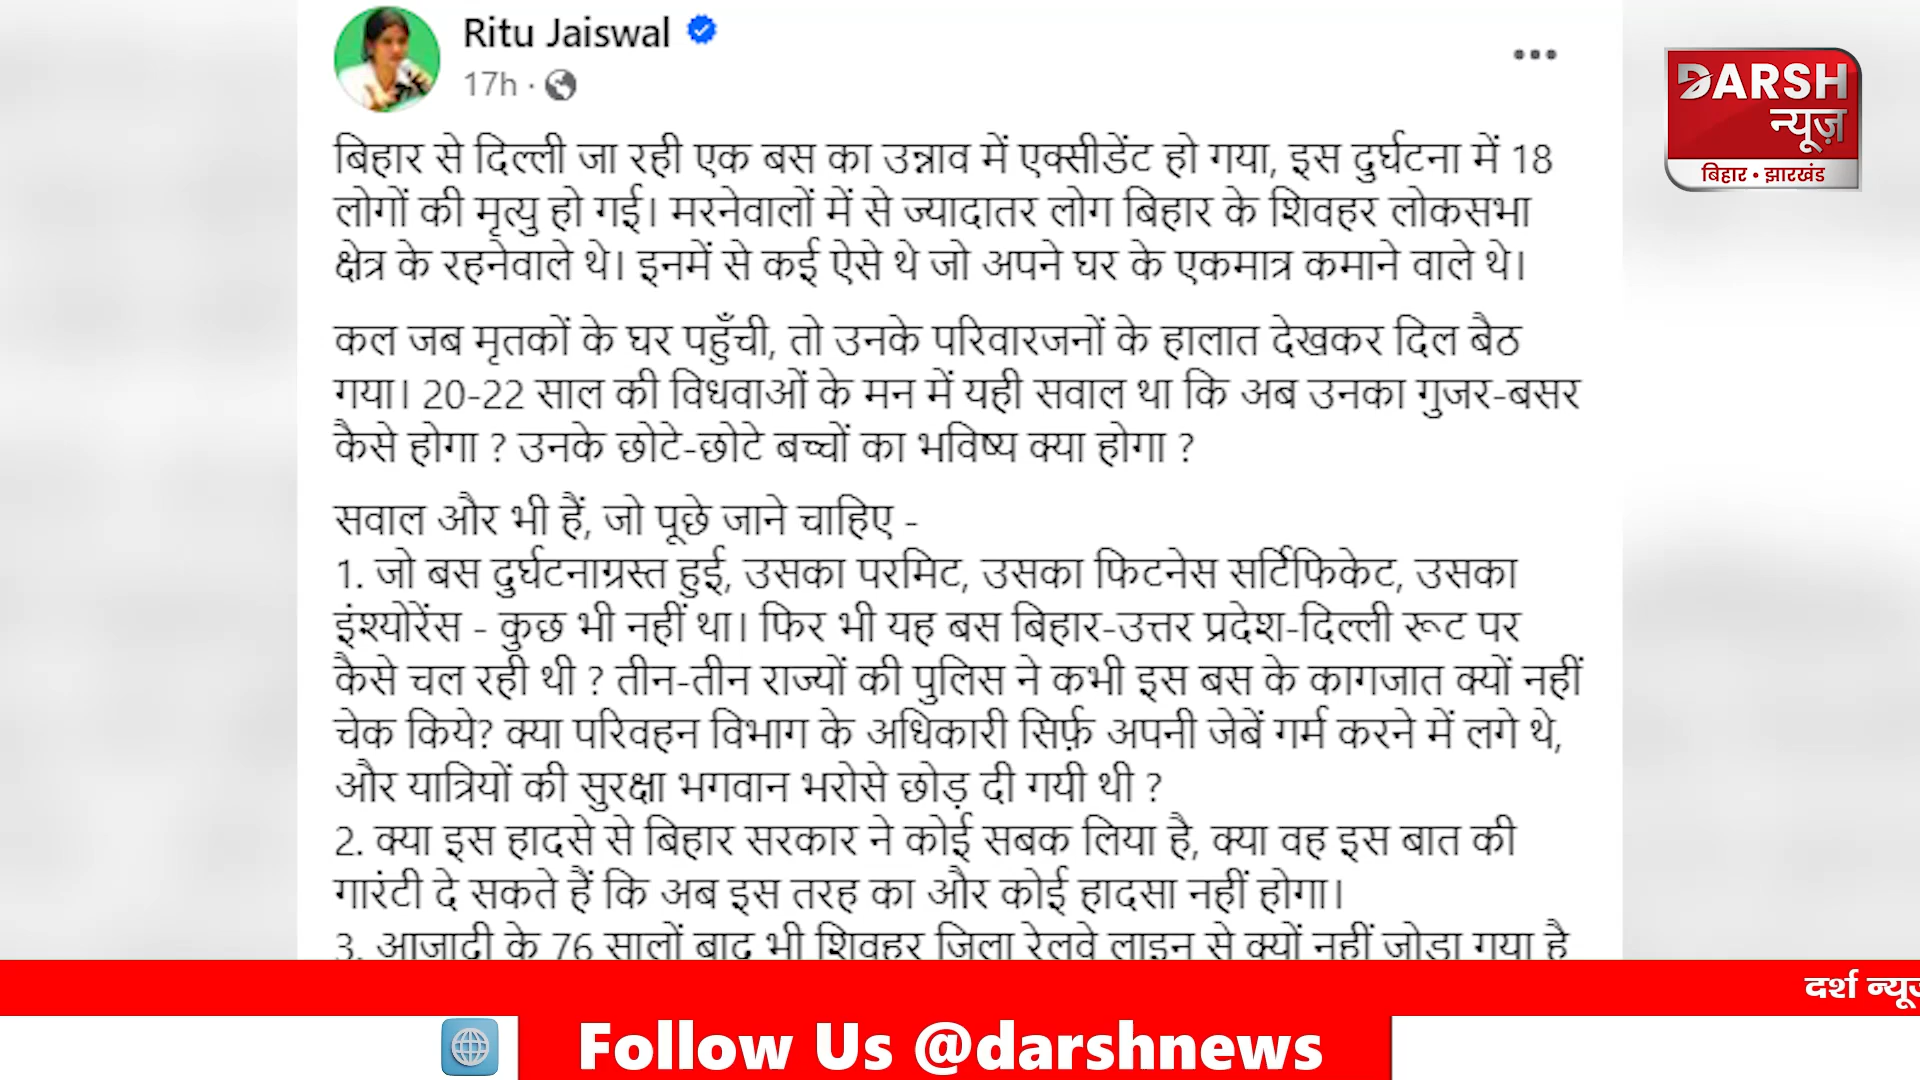 Ritu Jaiswal
17h ·
DARSH
न्यूज़
बिहार • झारखंड
बिहार से दिल्ली जा रही एक बस का उन्नाव में एक्सीडेंट हो गया, इस दुर्घटना में 18
लोगों की मृत्यु हो गई। मरनेवालों में से ज्यादातर लोग बिहार के शिवहर लोकसभा
क्षेत्र के रहनेवाले थे। इनमें से कई ऐसे थे जो अपने घर के एकमात्र कमाने वाले थे।
कल जब मृतकों के घर पहुँची, तो उनके परिवारजनों के हालात देखकर दिल बैठ
गया। 20-22 साल की विधवाओं के मन में यही सवाल था कि अब उनका गुजर-बसर
कैसे होगा ? उनके छोटे-छोटे बच्चों का भविष्य क्या होगा ?
सवाल और भी हैं, जो पूछे जाने चाहिए -
1. जो बस दुर्घटनाग्रस्त हुई, उसका परमिट, उसका फिटनेस सर्टिफिकेट, उसका
इंश्योरेंस - कुछ भी नहीं था। फिर भी यह बस बिहार-उत्तर प्रदेश-दिल्ली रूट पर
कैसे चल रही थी ? तीन-तीन राज्यों की पुलिस ने कभी इस बस के कागजात क्यों नहीं
चेक किये? क्या परिवहन विभाग के अधिकारी सिर्फ़ अपनी जेबें गर्म करने में लगे थे,
और यात्रियों की सुरक्षा भगवान भरोसे छोड़ दी गयी थी ?
2. क्या इस हादसे से बिहार सरकार ने कोई सबक लिया है, क्या वह इस बात की
गारंटी दे सकते हैं कि अब इस तरह का और कोई हादसा नहीं होगा।
3. आजादी के 76 सालों बाद भी शिवहर जिला रेलवे लाइन से क्यों नहीं जोड़ा गया है
दर्श न्यूज
Follow Us @darshnews